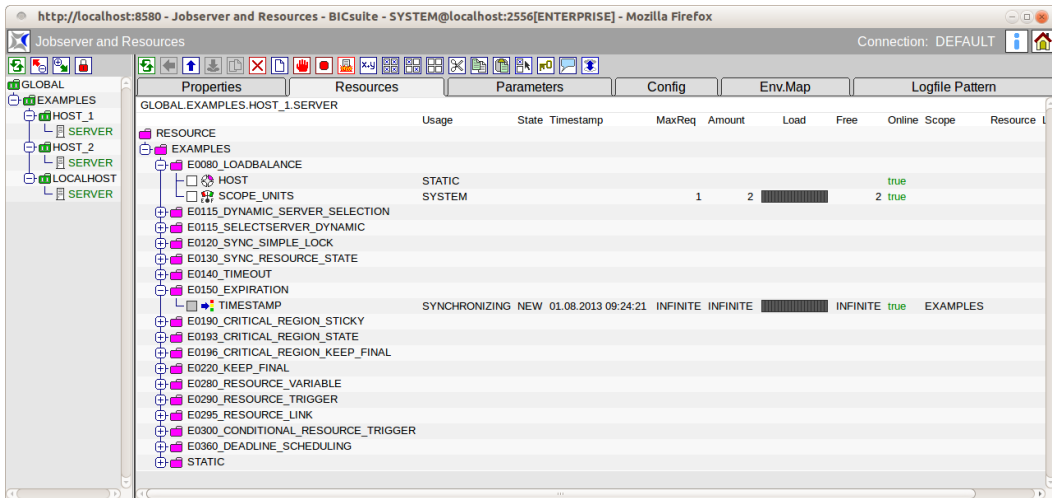 http://localhost:8580 - Jobserver and Resources - BICsuite - SYSTEM@localhost:2556[ENTERPRISE] - Mozilla Firefox
Jobserver and Resources
Connection: DEFAULT
GLOBAL
EXAMPLES
HOST_1
SERVER
HOST_2
SERVER
LOCALHOST
SERVER
Properties Resources Parameters Config Env.Map Logfile Pattern
GLOBAL.EXAMPLES.HOST_1.SERVER
Usage State Timestamp MaxReq Amount Load Free Online Scope Resource L
RESOURCE
EXAMPLES
E0080_LOADBALANCE
HOST STATIC true
SCOPE_UNITS SYSTEM 1 2 2 true
E0115_DYNAMIC_SERVER_SELECTION
E0115_SELECTSERVER_DYNAMIC
E0120_SYNC_SIMPLE_LOCK
E0130_SYNC_RESOURCE_STATE
E0140_TIMEOUT
E0150_EXPIRATION
TIMESTAMP SYNCHRONIZING NEW 01.08.2013 09:24:21 INFINITE INFINITE INFINITE true EXAMPLES
E0190_CRITICAL_REGION_STICKY
E0193_CRITICAL_REGION_STATE
E0196_CRITICAL_REGION_KEEP_FINAL
E0220_KEEP_FINAL
E0280_RESOURCE_VARIABLE
E0290_RESOURCE_TRIGGER
E0295_RESOURCE_LINK
E0300_CONDITIONAL_RESOURCE_TRIGGER
E0360_DEADLINE_SCHEDULING
STATIC